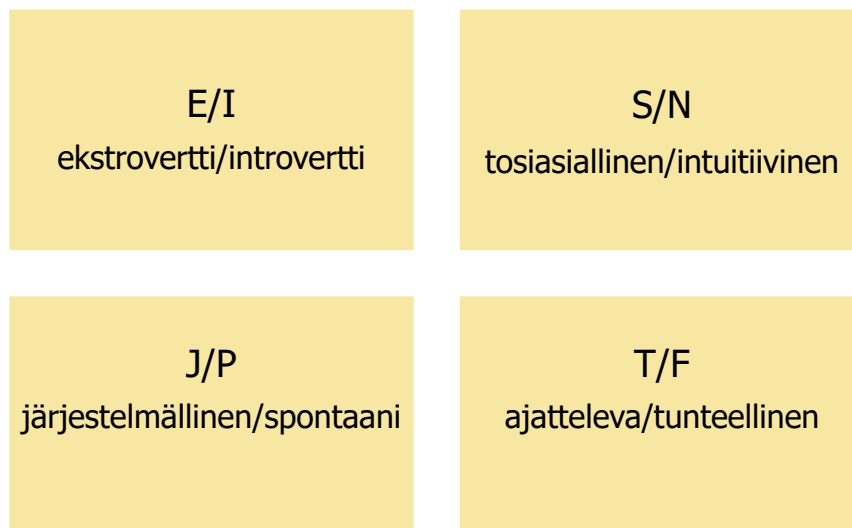 E/I
ekstrovertti/introvertti
S/N
tosiasiallinen/intuitiivinen
J/P
järjestelmällinen/spontaani
T/F
ajatteleva/tunteellinen